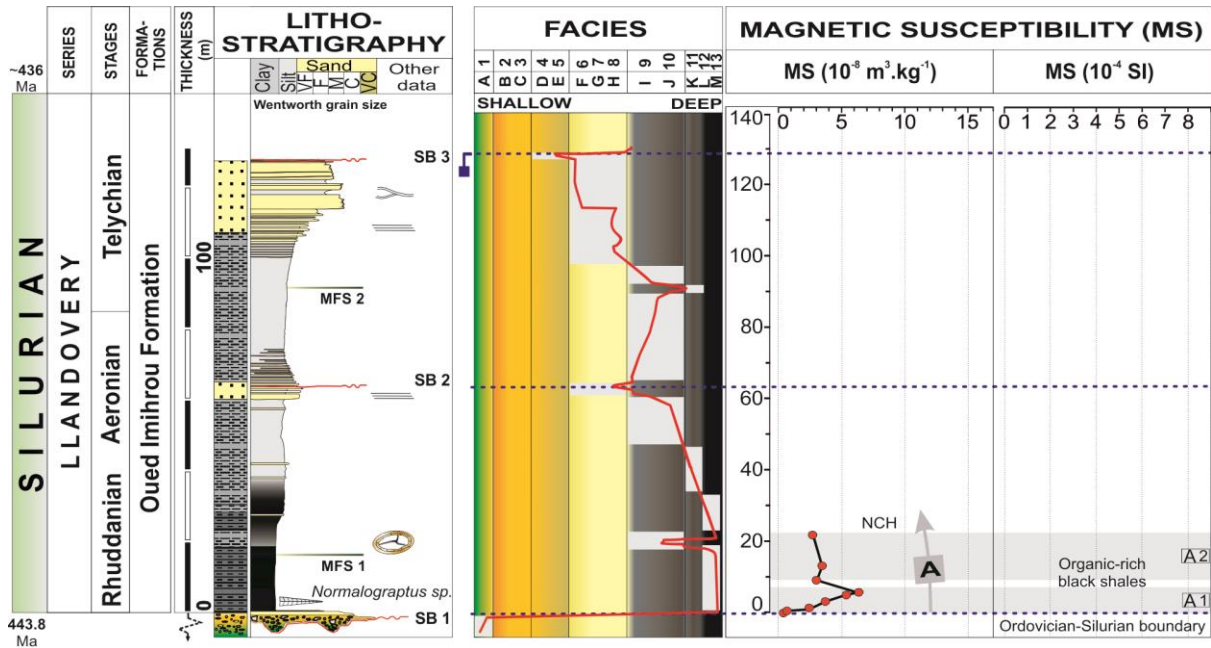 LITHO-
STRATIGRAPHY
FACIES
MAGNETIC SUSCEPTIBILITY (MS)
~436
Ma
SERIES
STAGES
FORMA-
TIONS
THICKNESS
(m)
Clay
Silt
Sand
VF
F
M
C
VC
Other
data
Wentworth grain size
A 1
B 2
C 3
D 4
E 5
F 6
G 7
H 8
I 9
J 10
K 11
L 12
M 13
SHALLOW
DEEP
MS (10⁻⁸ m³.kg⁻¹)
MS (10⁻⁴ SI)
0 5 10 15
0 1 2 3 4 5 6 7 8 9
140
120
100
80
60
40
20
0
SILURIAN
LLANDOVERY
Telychian
Aeronian
Rhuddanian
Oued Imihrou Formation
100
0
SB 3
MFS 2
SB 2
MFS 1
Normalograptus sp.
SB 1
NCH
A
Organic-rich
black shales
A2
A1
Ordovician-Silurian boundary
443.8
Ma